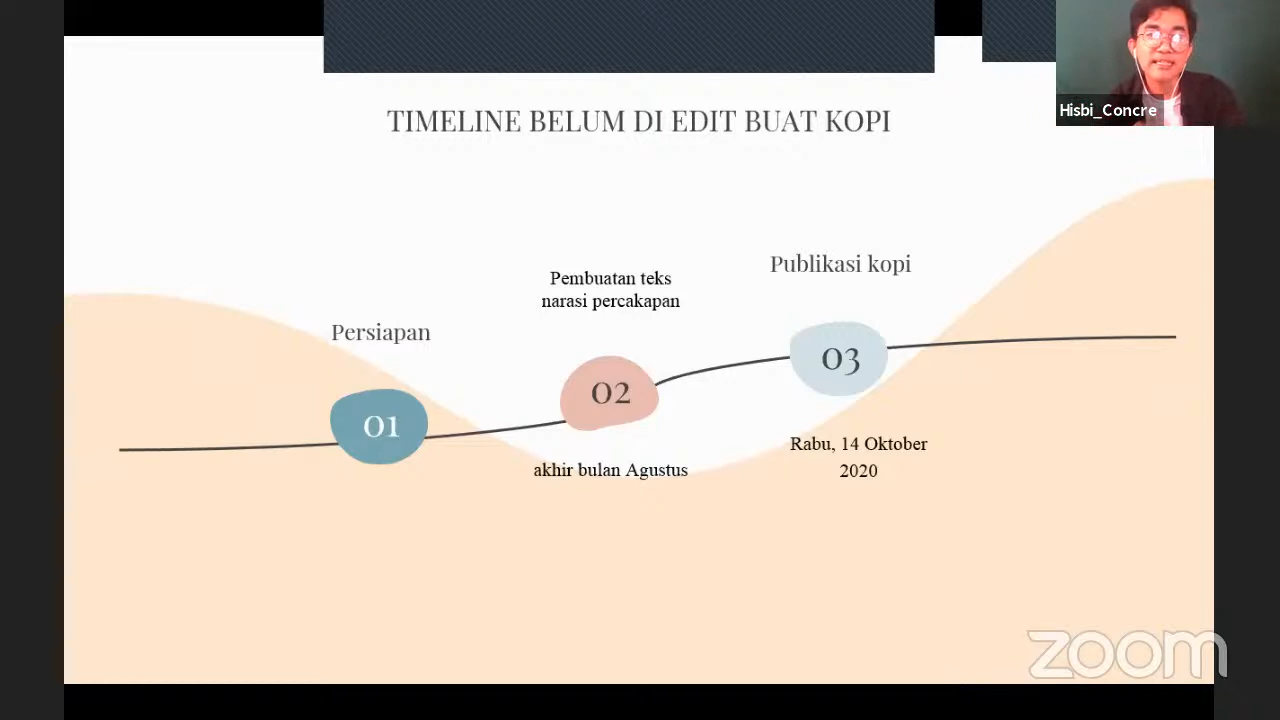 Hisbi_Concre
TIMELINE BELUM DI EDIT BUAT KOPI
Persiapan
01
Pembuatan teks
narasi percakapan
02
akhir bulan Agustus
Publikasi kopi
03
Rabu, 14 Oktober
2020
zoom